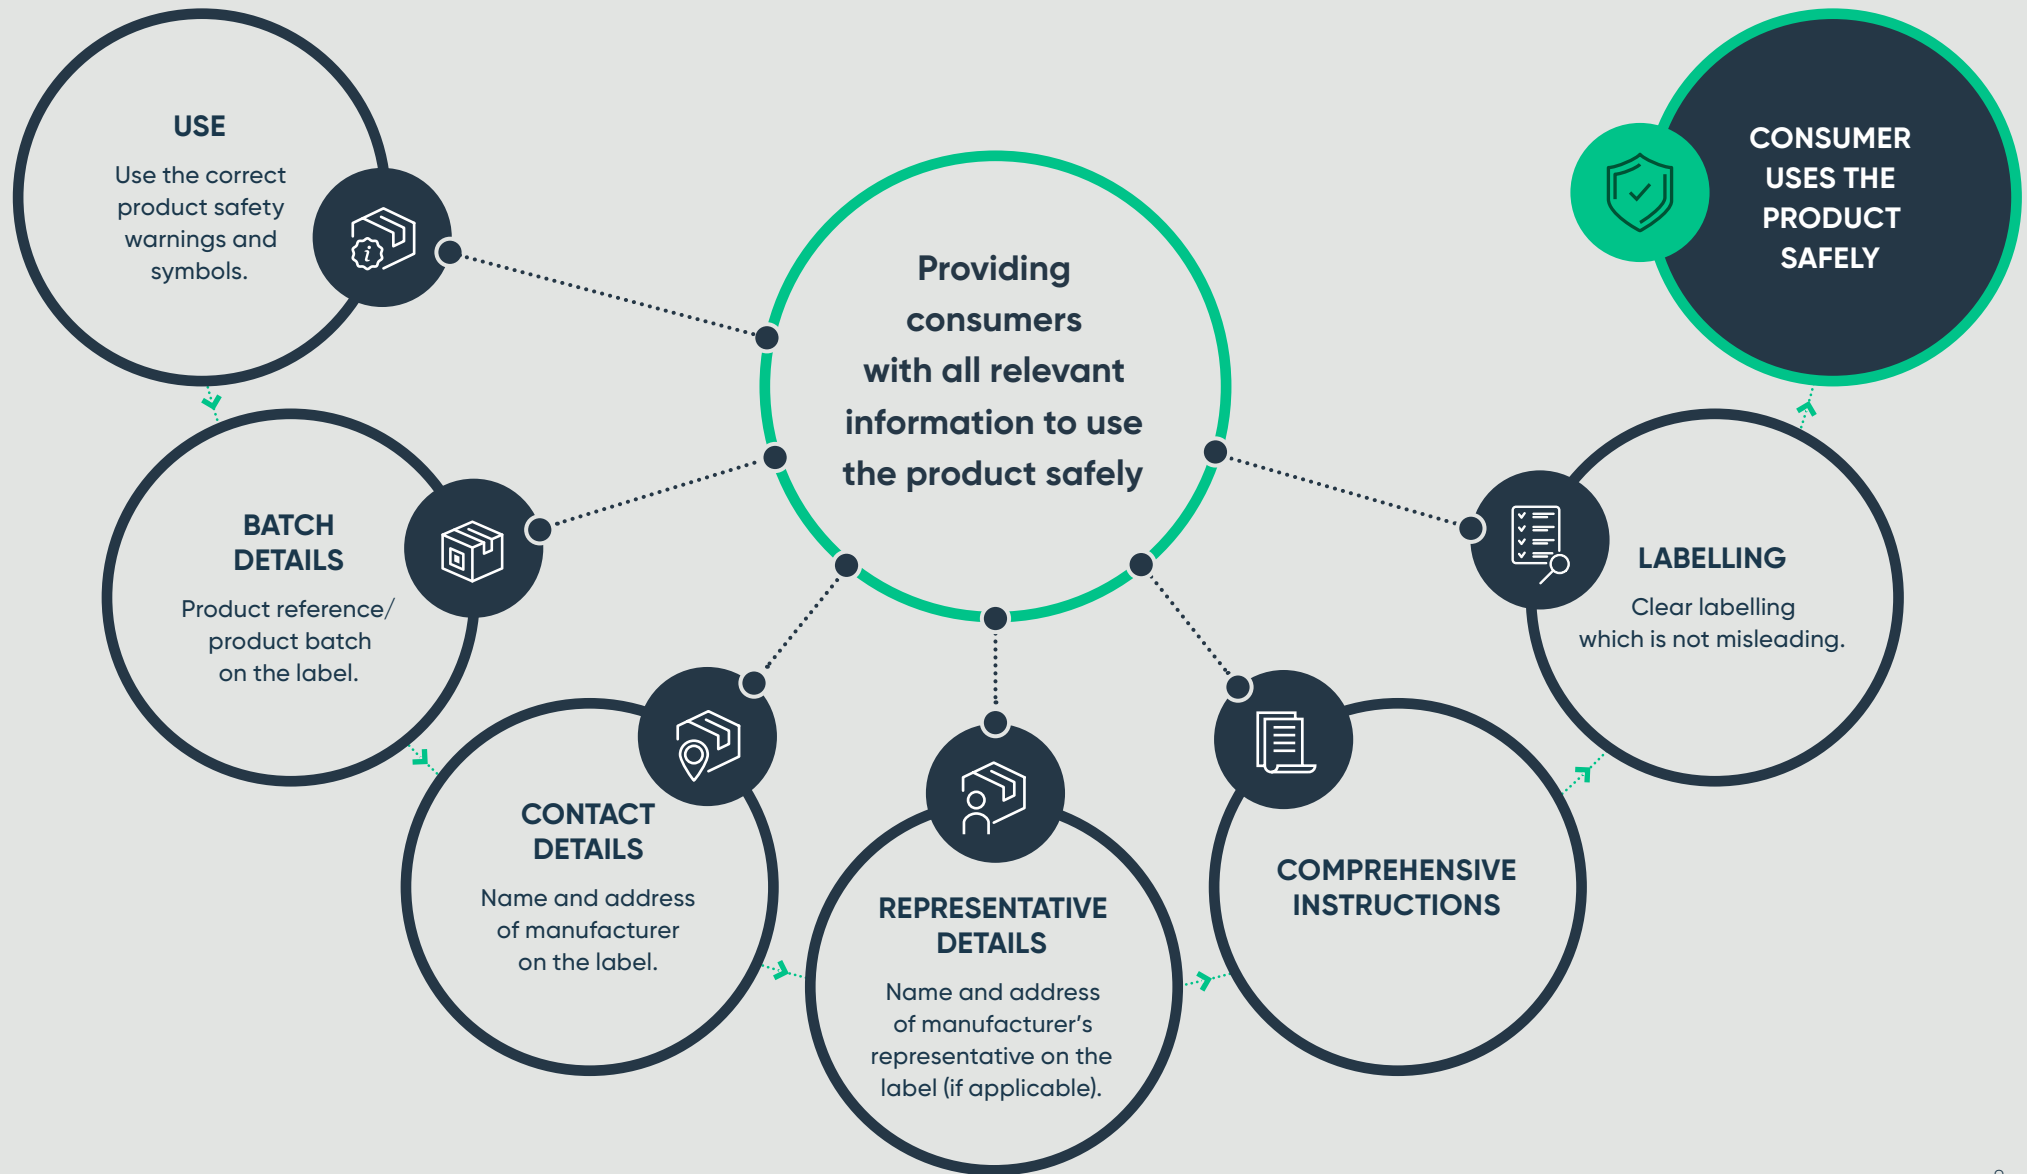 USE
Use the correct
product safety
warnings and
symbols.
BATCH
DETAILS
Product reference/
product batch
on the label.
CONTACT
DETAILS
Name and address
of manufacturer
on the label.
REPRESENTATIVE
DETAILS
Name and address
of manufacturer’s
representative on the
label (if applicable).
COMPREHENSIVE
INSTRUCTIONS
LABELLING
Clear labelling
which is not misleading.
CONSUMER
USES THE
PRODUCT
SAFELY
Providing
consumers
with all relevant
information to use
the product safely